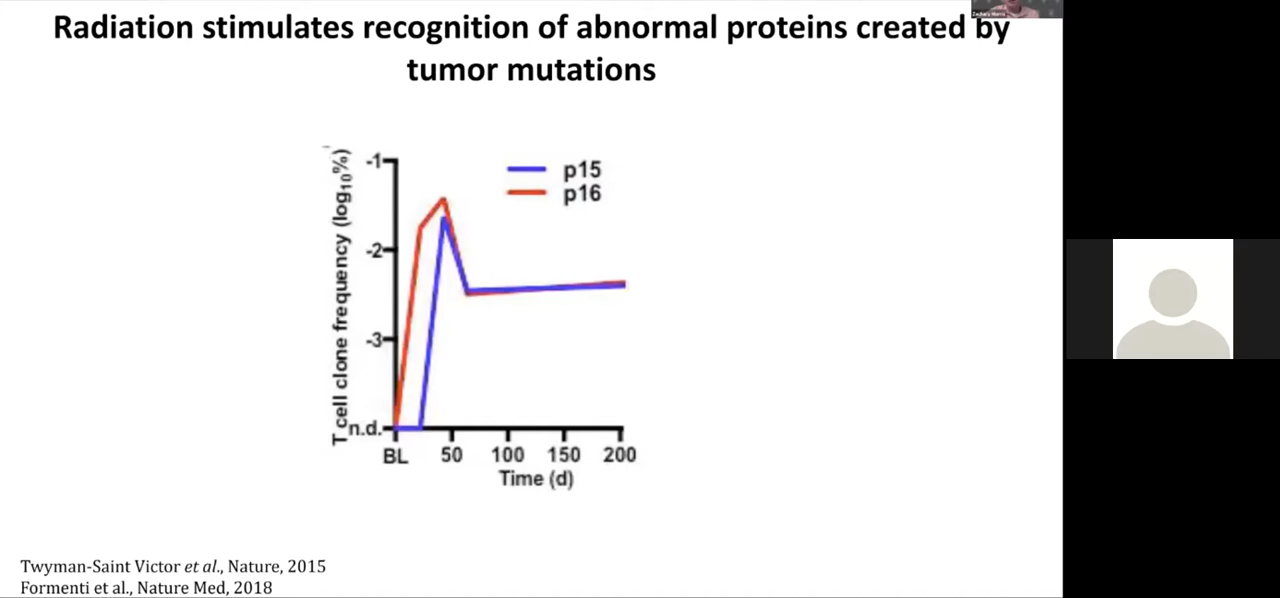 Radiation stimulates recognition of abnormal proteins created by
tumor mutations
T cell clone frequency (log10%)
-1
-2
-3
n.d.
p15
p16
BL 50 100 150 200
Time (d)
Twyman-Saint Victor et al., Nature, 2015
Formenti et al., Nature Med, 2018